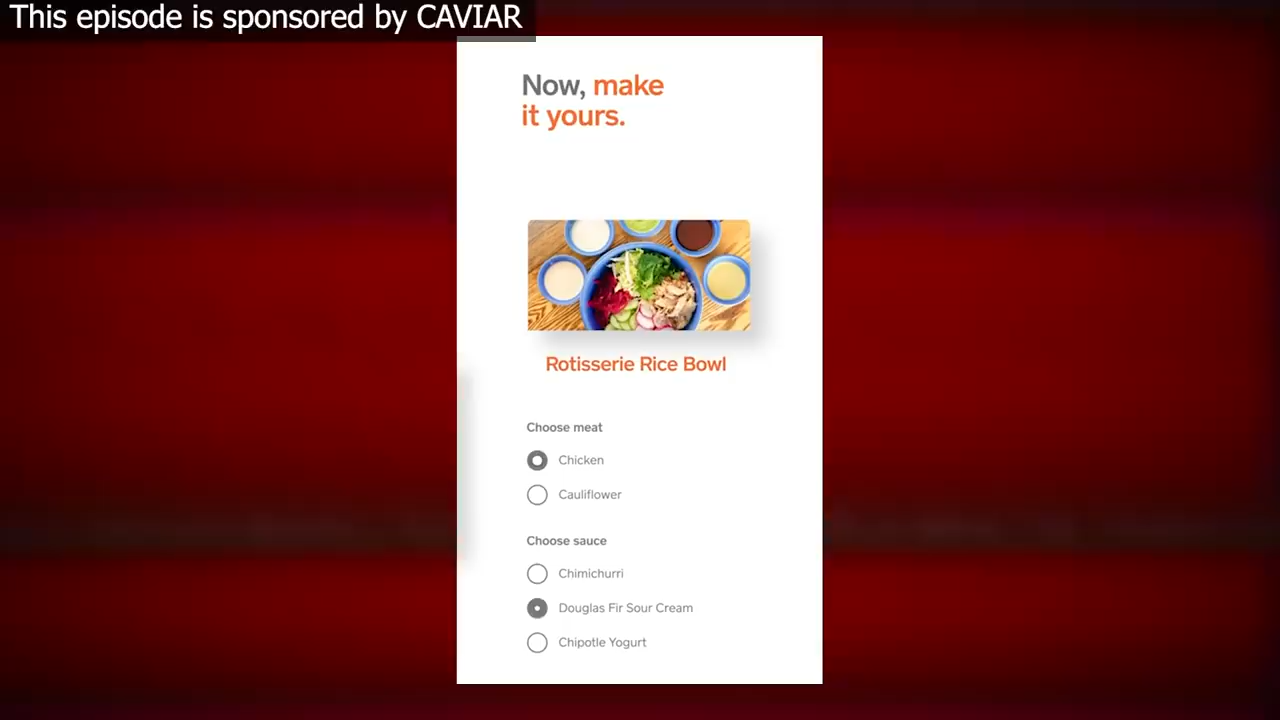 This episode is sponsored by CAVIAR
Now, make
it yours.
Rotisserie Rice Bowl
Choose meat
Chicken
Cauliflower
Choose sauce
Chimichurri
Douglas Fir Sour Cream
Chipotle Yogurt